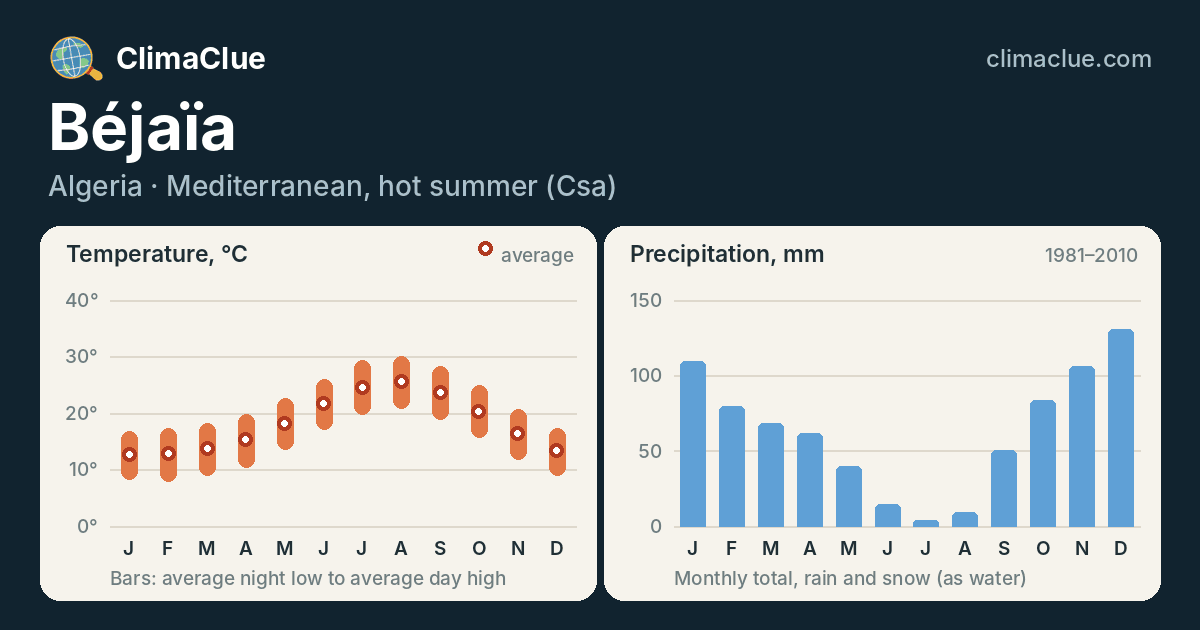 ClimaClue
climaclue.com
Béjaïa
Algeria · Mediterranean, hot summer (Csa)
Temperature, °C
average
40°
30°
20°
10°
0°
J F M A M J J A S O N D
Bars: average night low to average day high
Precipitation, mm
1981–2010
150
100
50
0
J F M A M J J A S O N D
Monthly total, rain and snow (as water)